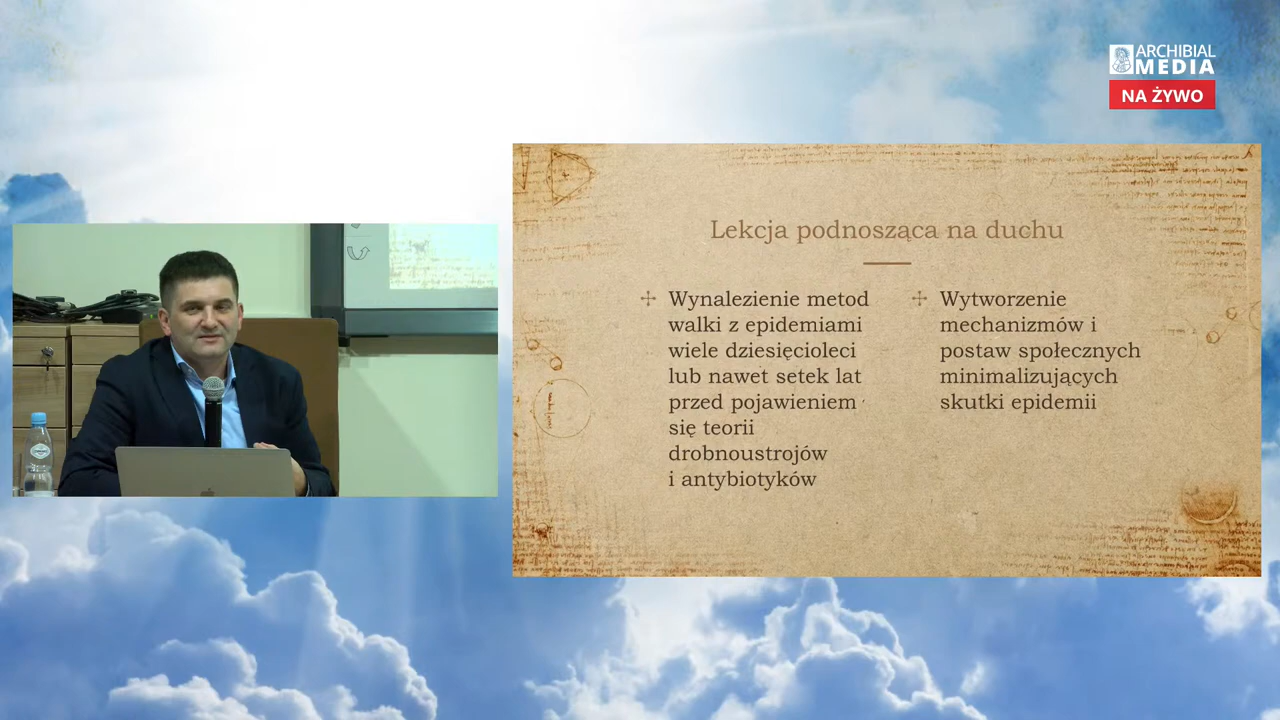 ARCHIBIAL
MEDIA
NA ŻYWO
Lekcja podnosząca na duchu
Wynalezienie metod
walki z epidemiami
wiele dziesięcioleci
lub nawet setek lat
przed pojawieniem
się teorii
drobnoustrojów
i antybiotyków
Wytworzenie
mechanizmów i
postaw społecznych
minimalizujących
skutki epidemii